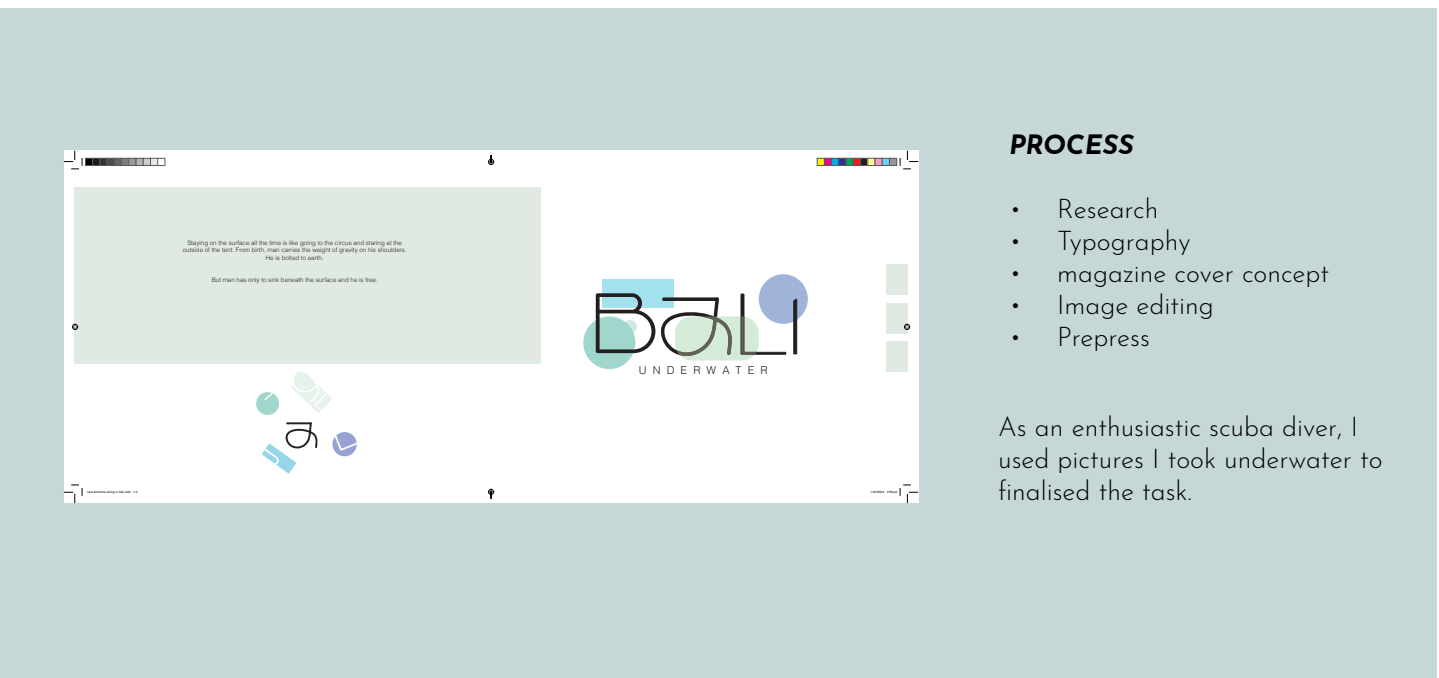 PROCESS
• Research
• Typography
• magazine cover concept
• Image editing
• Prepress
As an enthusiastic scuba diver, I
used pictures I took underwater to
finalised the task.
Staying on the surface all the time is like going to the circus and staring at the
outside of the tent. From birth, man carries the weight of gravity on his shoulders.
He is bolted to earth.
But man has only to sink beneath the surface and he is free.
BaLI
UNDERWATER
a